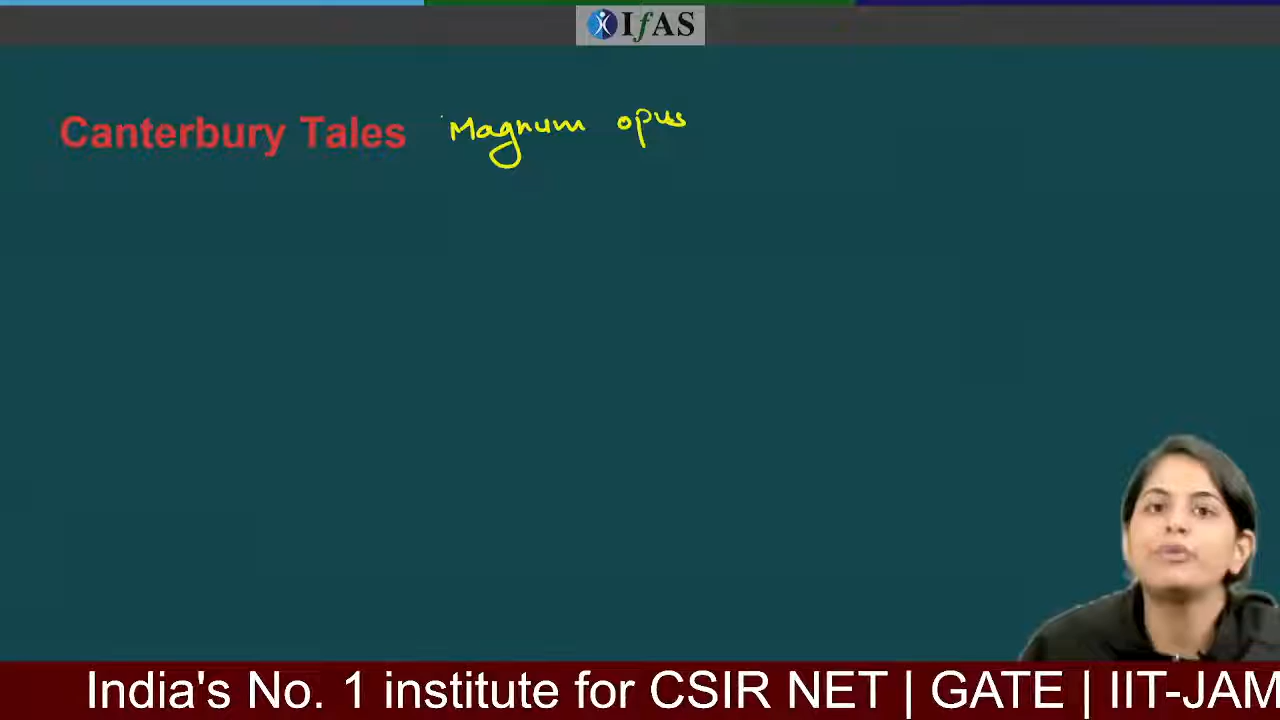 IfAS
Canterbury Tales Magnum opus
India's No. 1 institute for CSIR NET | GATE | IIT-JAM